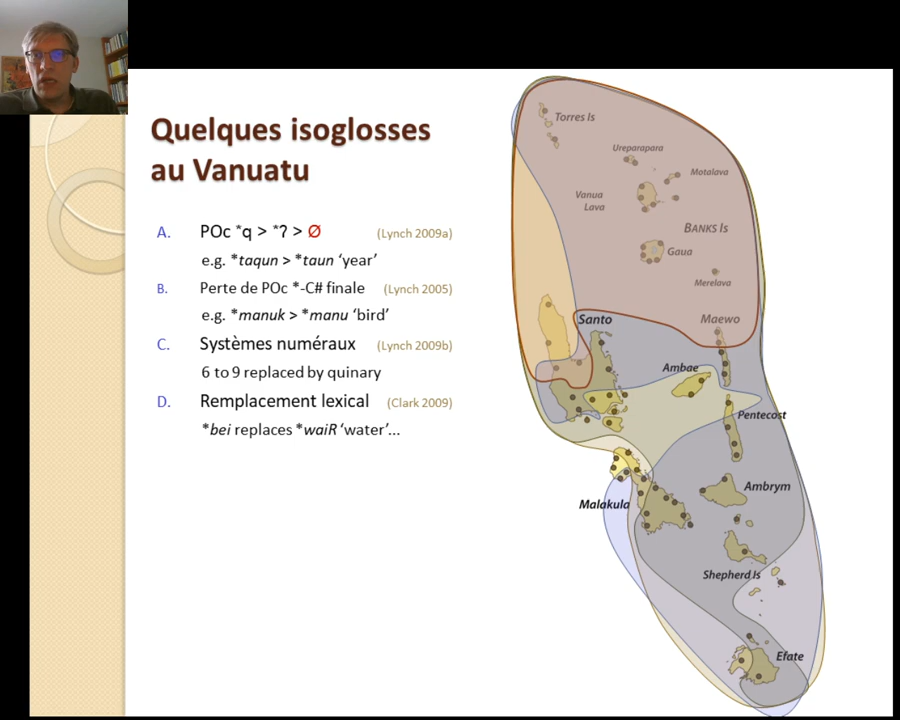 Quelques isoglosses
au Vanuatu
A. POc *q > *ʔ > Ø (Lynch 2009a)
e.g. *taqun > *taun ‘year’
B. Perte de POc *-C# finale (Lynch 2005)
e.g. *manuk > *manu ‘bird’
C. Systèmes numéraux (Lynch 2009b)
6 to 9 replaced by quinary
D. Remplacement lexical (Clark 2009)
*bei replaces *waiR ‘water’...
Torres Is
Ureparapara
Motalava
Vanua
Lava
BANKS Is
Gaua
Merelava
Santo
Maewo
Ambae
Pentecost
Malakula
Ambrym
Shepherd Is
Efate